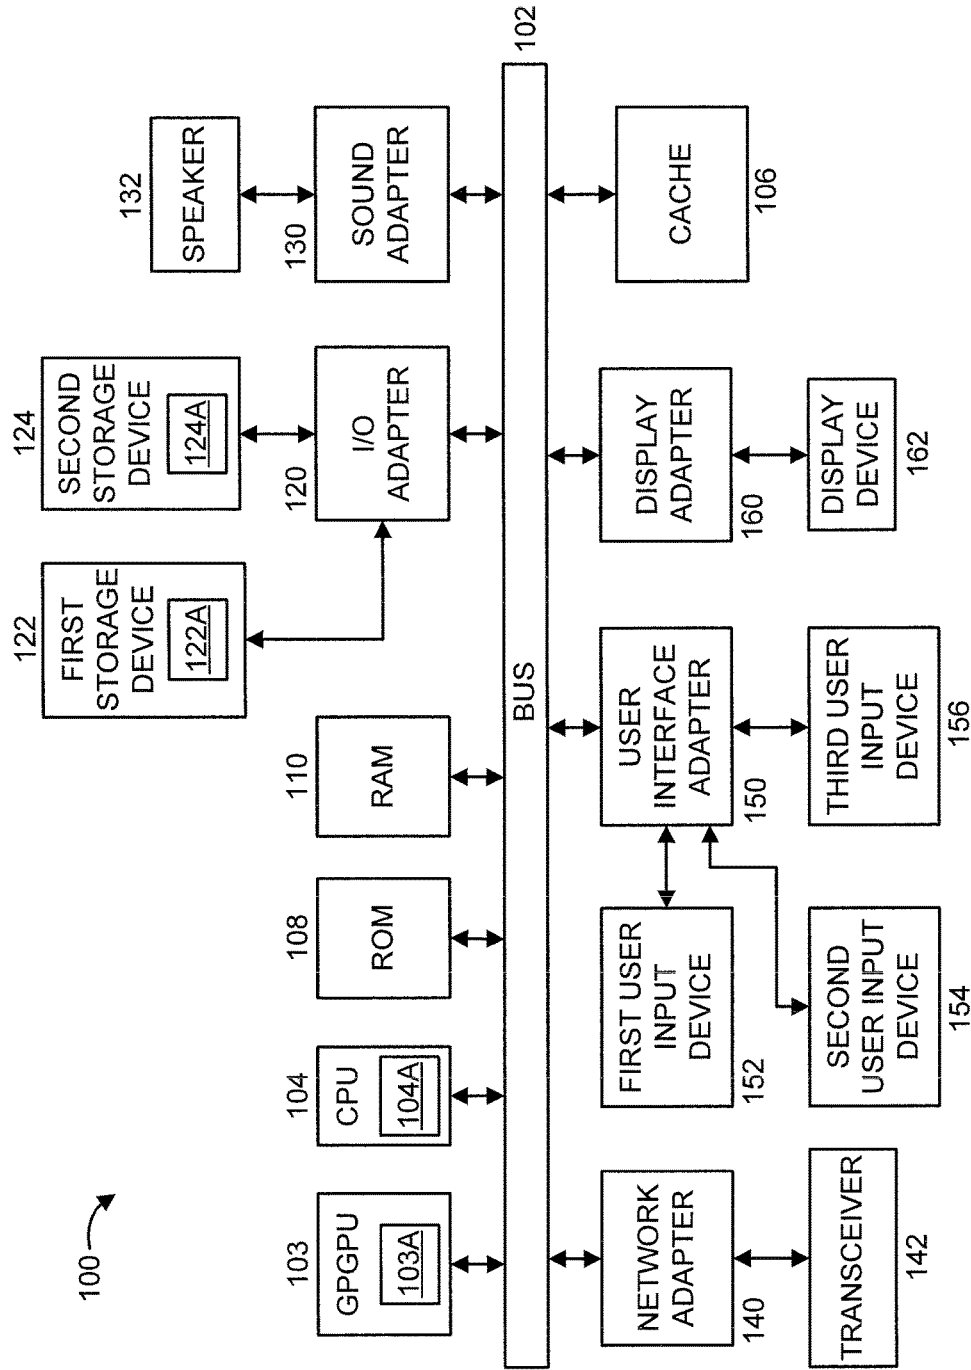 100
103
GPGPU
103A
104
CPU
104A
108
ROM
110
RAM
122
FIRST
STORAGE
DEVICE
122A
124
SECOND
STORAGE
DEVICE
124A
120
I/O
ADAPTER
132
SPEAKER
130
SOUND
ADAPTER
BUS
102
NETWORK
ADAPTER
140
TRANSCEIVER
142
FIRST USER
INPUT
DEVICE
152
SECOND
USER INPUT
DEVICE
154
USER
INTERFACE
ADAPTER
150
THIRD USER
INPUT
DEVICE
156
DISPLAY
ADAPTER
160
DISPLAY
DEVICE
162
CACHE
106